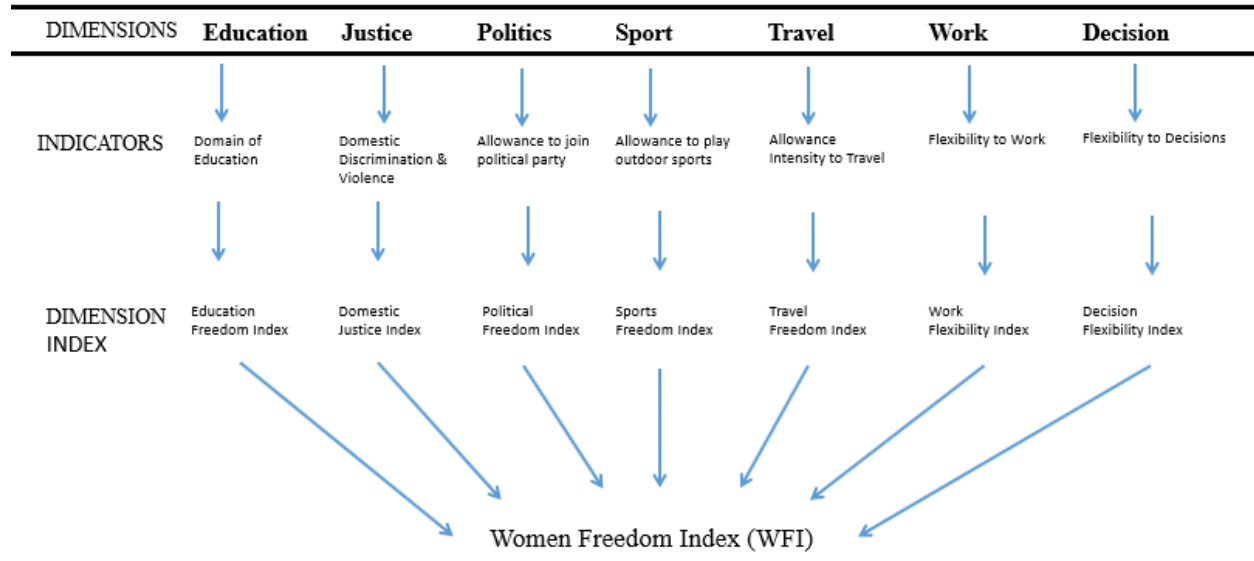 DIMENSIONS Education Justice Politics Sport Travel Work Decision
INDICATORS
Domain of
Education
Domestic
Discrimination &
Violence
Allowance to join
political party
Allowance to play
outdoor sports
Allowance
Intensity to Travel
Flexibility to Work
Flexibility to Decisions
DIMENSION
INDEX
Education
Freedom Index
Domestic
Justice Index
Political
Freedom Index
Sports
Freedom Index
Travel
Freedom Index
Work
Flexibility Index
Decision
Flexibility Index
Women Freedom Index (WFI)